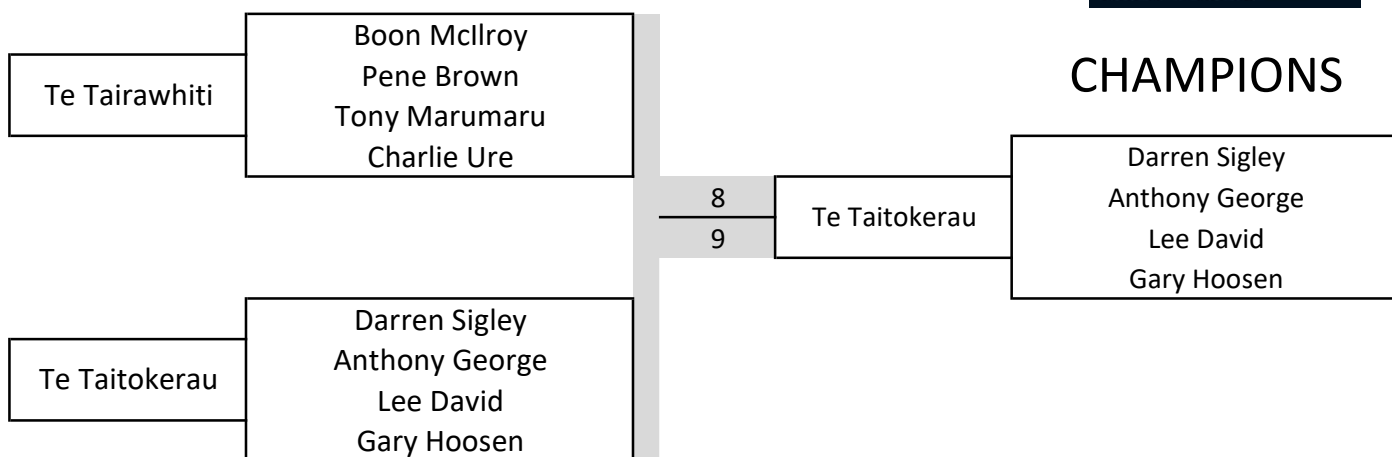 CHAMPIONS
Te Tairawhiti
Boon McIlroy
Pene Brown
Tony Marumaru
Charlie Ure
8
9
Te Taitokerau
Darren Sigley
Anthony George
Lee David
Gary Hoosen
Te Taitokerau
Darren Sigley
Anthony George
Lee David
Gary Hoosen